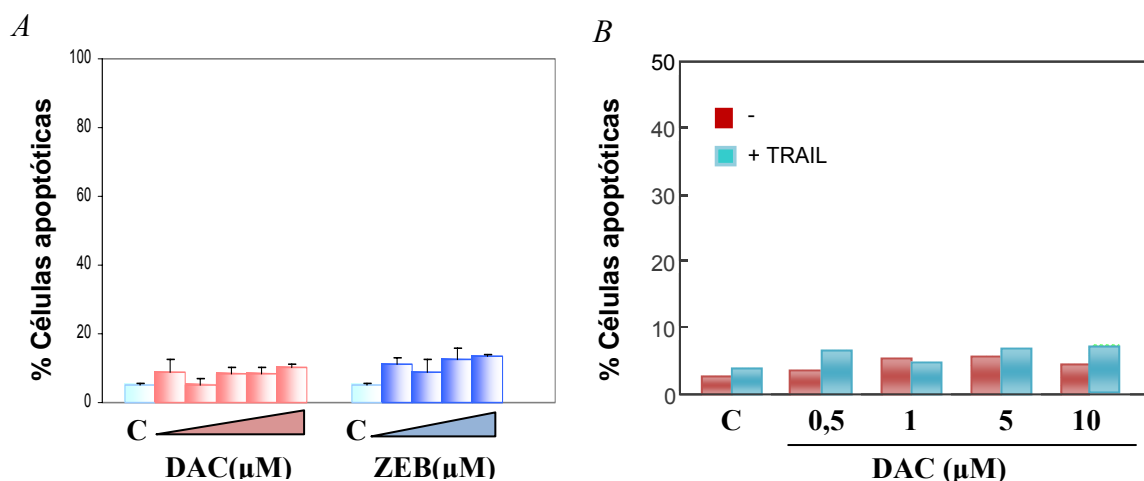 A
% Células apoptóticas
100
80
60
40
20
0
C
C
DAC(µM)
ZEB(µM)
B
% Células apoptóticas
50
40
30
20
10
0
-
+ TRAIL
C
0,5
1
5
10
DAC (µM)